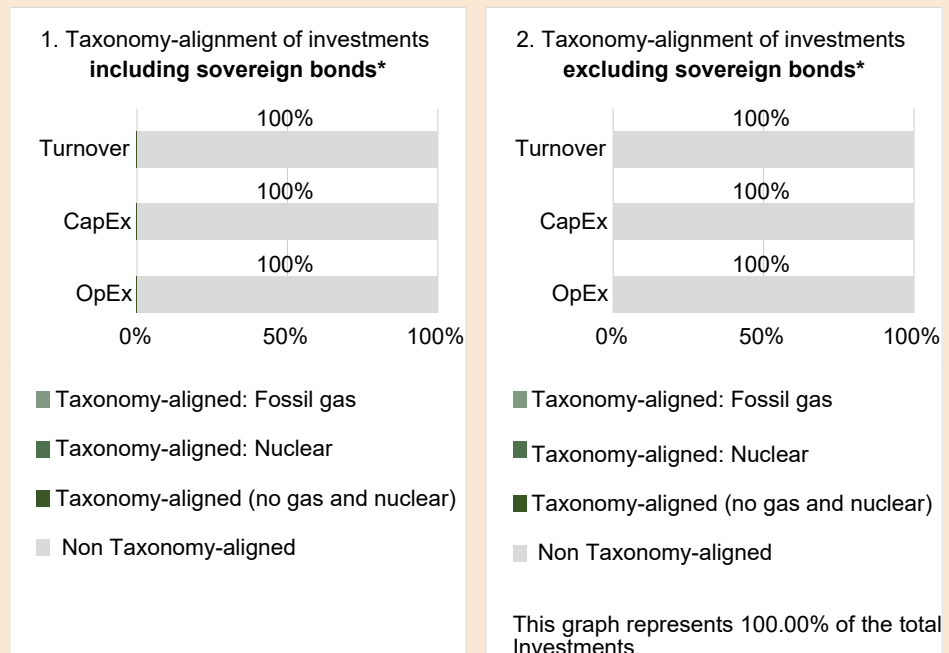 1. Taxonomy-alignment of investments
including sovereign bonds*
100%
Turnover
100%
CapEx
100%
OpEx
0% 50% 100%
Taxonomy-aligned: Fossil gas
Taxonomy-aligned: Nuclear
Taxonomy-aligned (no gas and nuclear)
Non Taxonomy-aligned
2. Taxonomy-alignment of investments
excluding sovereign bonds*
100%
Turnover
100%
CapEx
100%
OpEx
0% 50% 100%
Taxonomy-aligned: Fossil gas
Taxonomy-aligned: Nuclear
Taxonomy-aligned (no gas and nuclear)
Non Taxonomy-aligned
This graph represents 100.00% of the total
Investments.